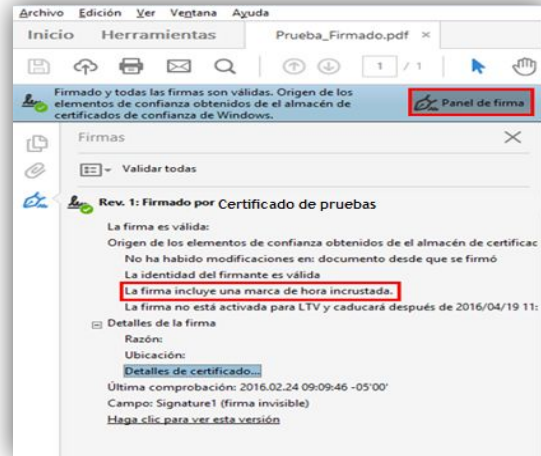 Archivo Edición Ver Ventana Ayuda
Inicio Herramientas Prueba_Firmado.pdf ×
1 / 1
Firmado y todas las firmas son válidas. Origen de los
elementos de confianza obtenidos de el almacén de
certificados de confianza de Windows.
Panel de firma
Firmas
Validar todas
Rev. 1: Firmado por Certificado de pruebas
La firma es válida:
Origen de los elementos de confianza obtenidos de el almacén de certificac
No ha habido modificaciones en: documento desde que se firmó
La identidad del firmante es válida
La firma incluye una marca de hora incrustada.
La firma no está activada para LTV y caducará después de 2016/04/19 11:
Detalles de la firma
Razón:
Ubicación:
Detalles de certificado...
Última comprobación: 2016.02.24 09:09:46 -05'00'
Campo: Signature1 (firma invisible)
Haga clic para ver esta versión